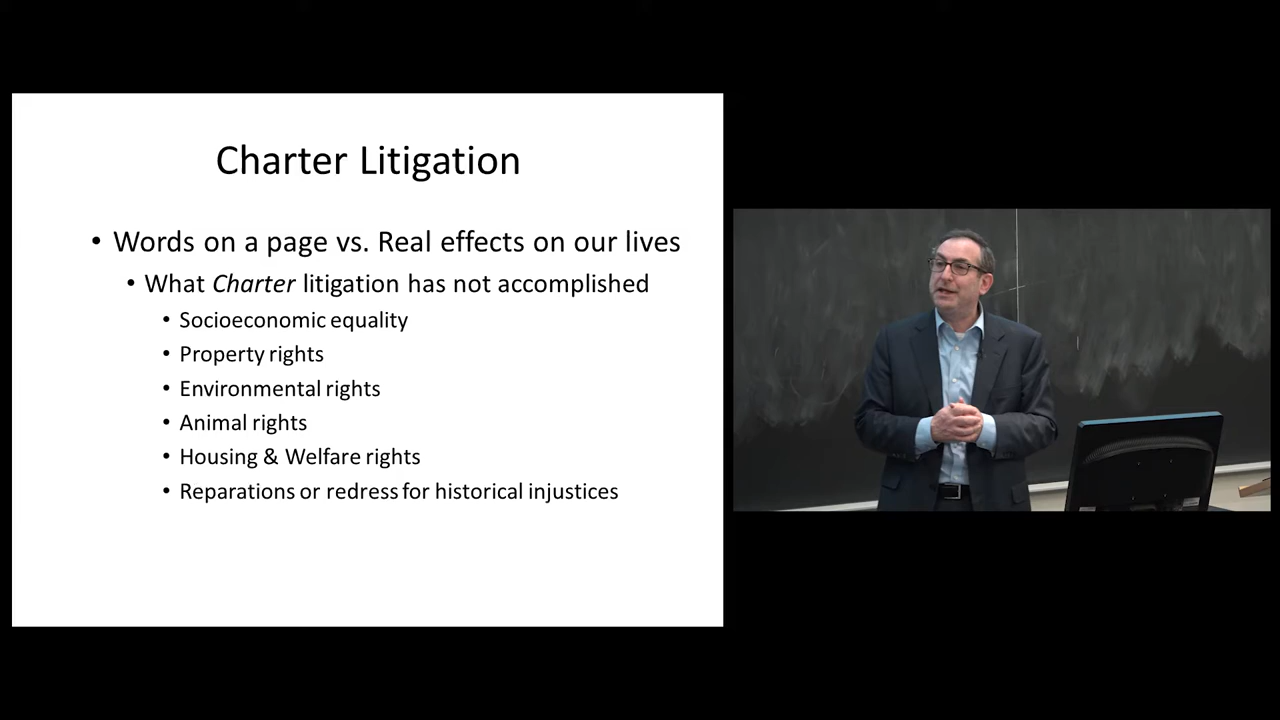 Charter Litigation
• Words on a page vs. Real effects on our lives
• What Charter litigation has not accomplished
• Socioeconomic equality
• Property rights
• Environmental rights
• Animal rights
• Housing & Welfare rights
• Reparations or redress for historical injustices